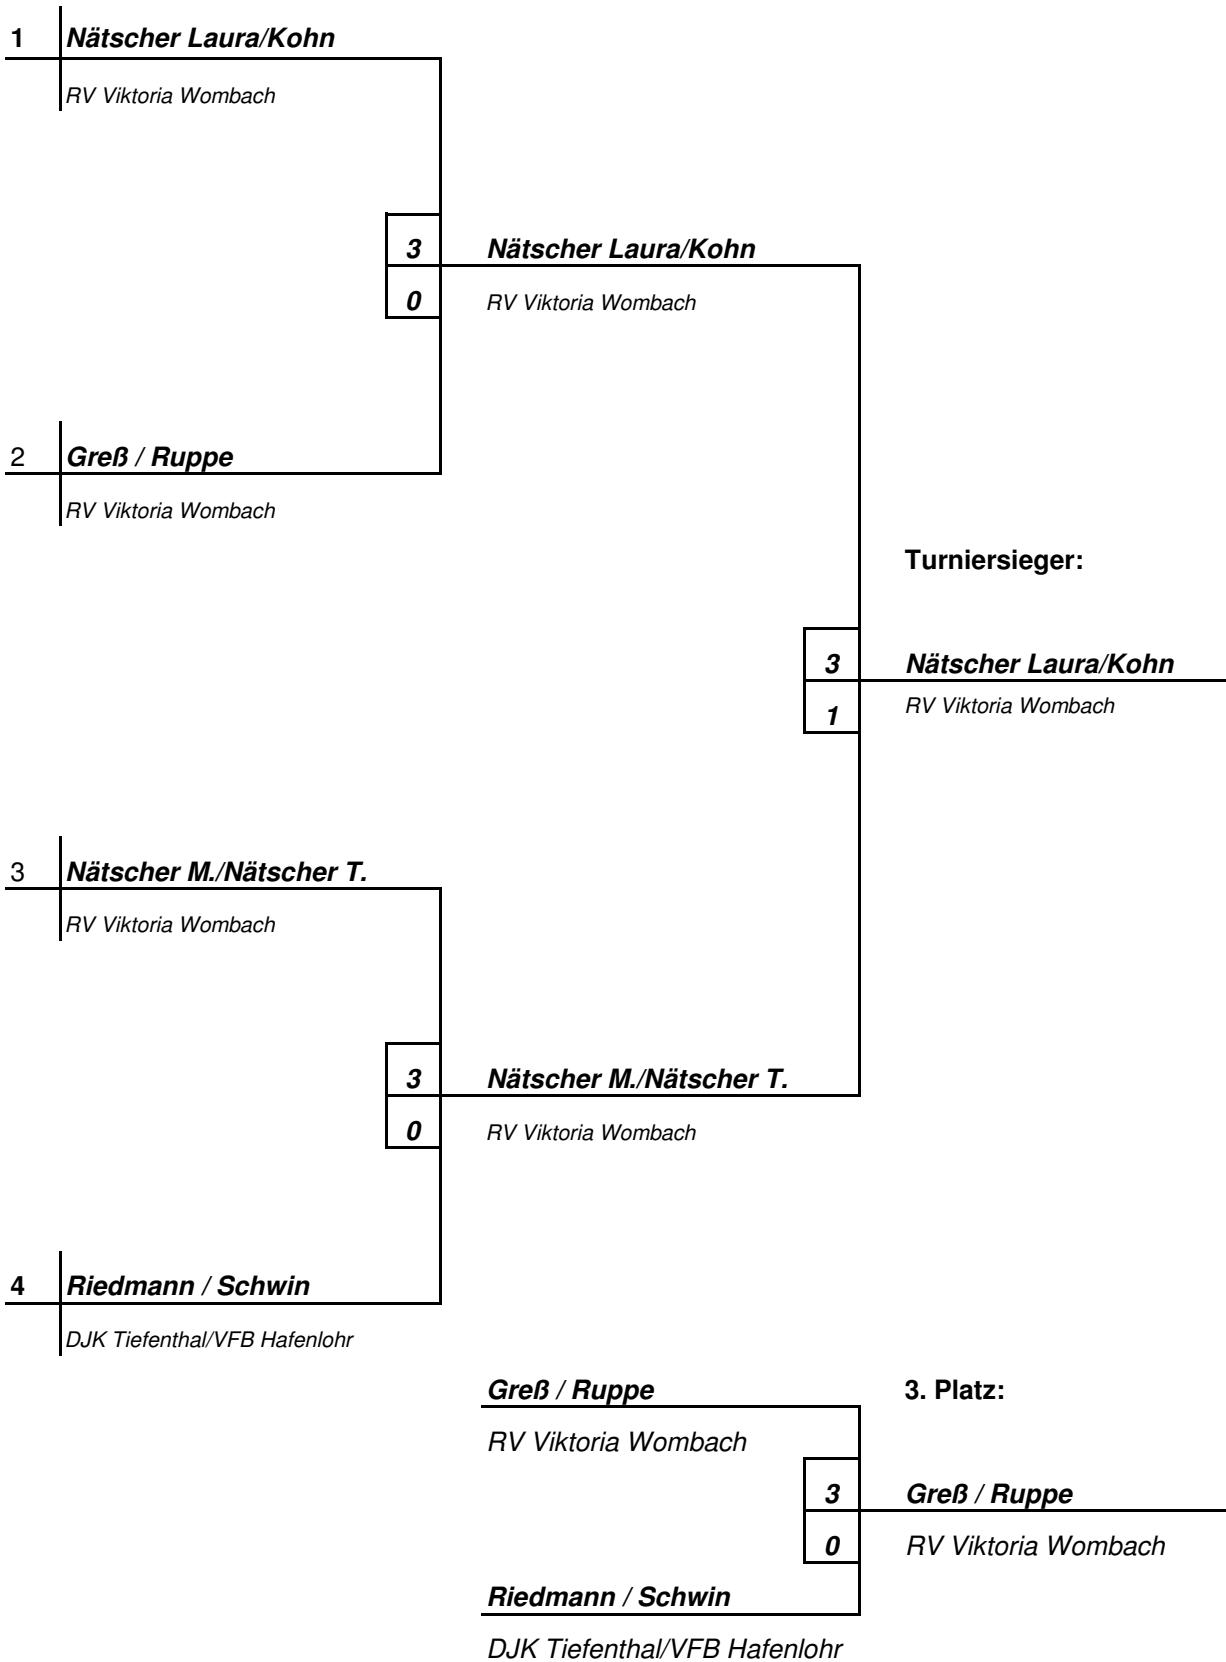 1 Nätscher Laura/Kohn
RV Viktoria Wombach
3 Nätscher Laura/Kohn
0 RV Viktoria Wombach
2 Greß / Ruppe
RV Viktoria Wombach
Turniersieger:
3 Nätscher Laura/Kohn
1 RV Viktoria Wombach
3 Nätscher M./Nätscher T.
RV Viktoria Wombach
3 Nätscher M./Nätscher T.
0 RV Viktoria Wombach
4 Riedmann / Schwin
DJK Tiefenthal/VFB Hafenlohr
Greß / Ruppe 3. Platz:
RV Viktoria Wombach
3 Greß / Ruppe
0 RV Viktoria Wombach
Riedmann / Schwin
DJK Tiefenthal/VFB Hafenlohr